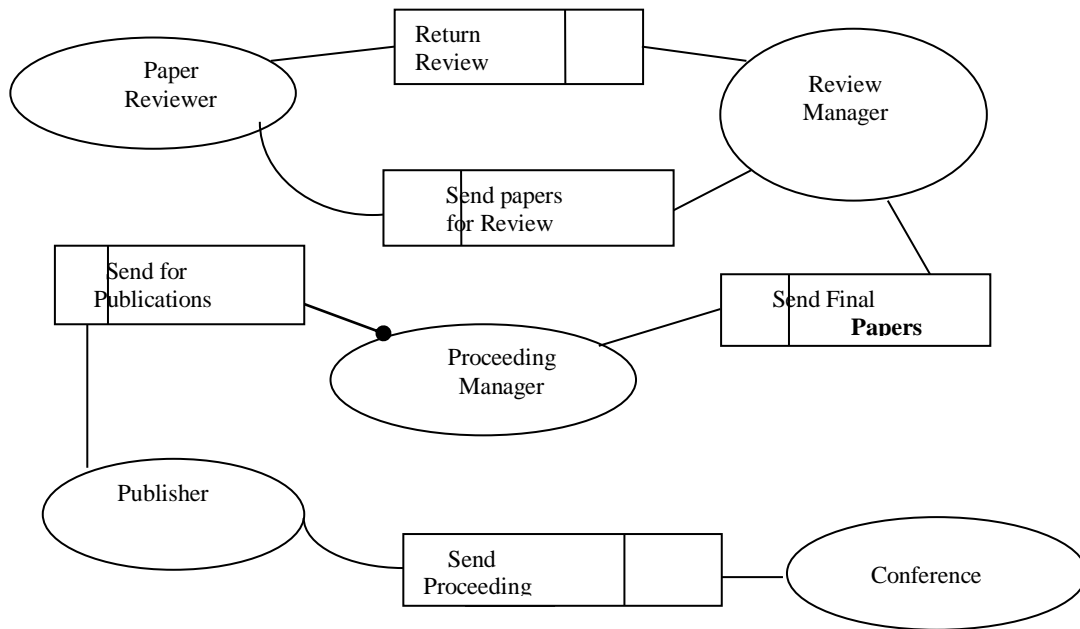 Return
Review
Paper
Reviewer
Review
Manager
Send papers
for Review
Send for
Publications
Send Final
Papers
Proceeding
Manager
Publisher
Send
Proceeding
Conference